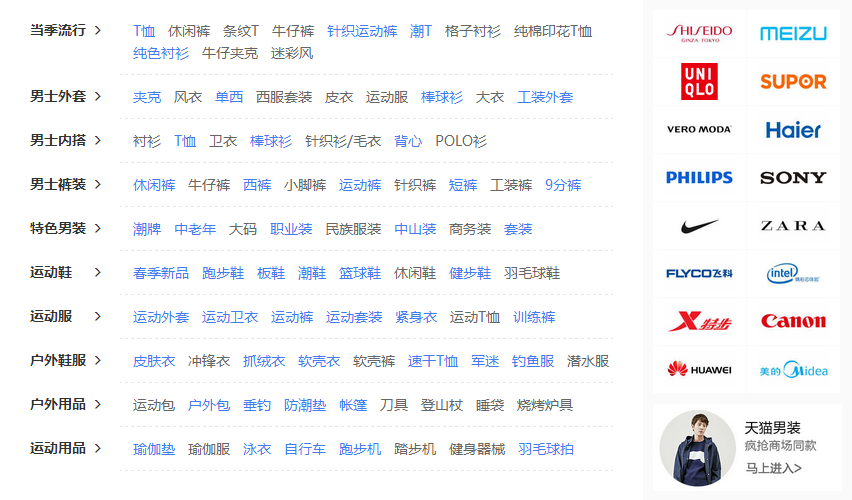 当季流行 > T恤 休闲裤 条纹T 牛仔裤 针织运动裤 潮T 格子衬衫 纯棉印花T恤
纯色衬衫 牛仔夹克 迷彩风
男士外套 > 夹克 风衣 单西 西服套装 皮衣 运动服 棒球衫 大衣 工装外套
男士内搭 > 衬衫 T恤 卫衣 棒球衫 针织衫/毛衣 背心 POLO衫
男士裤装 > 休闲裤 牛仔裤 西裤 小脚裤 运动裤 针织裤 短裤 工装裤 9分裤
特色男装 > 潮牌 中老年 大码 职业装 民族服装 中山装 商务装 套装
运动鞋 > 春季新品 跑步鞋 板鞋 潮鞋 篮球鞋 休闲鞋 健步鞋 羽毛球鞋
运动服 > 运动外套 运动卫衣 运动裤 运动套装 紧身衣 运动T恤 训练裤
户外鞋服 > 皮肤衣 冲锋衣 抓绒衣 软壳衣 软壳裤 速干T恤 军迷 钓鱼服 潜水服
户外用品 > 运动包 户外包 垂钓 防潮垫 帐篷 刀具 登山杖 睡袋 烧烤炉具
运动用品 > 瑜伽垫 瑜伽服 泳衣 自行车 跑步机 踏步机 健身器械 羽毛球拍
SHISEIDO
GINZA TOKYO
MEIZU
UNI
QLO
SUPOR
VERO MODA
Haier
PHILIPS
SONY
ZARA
FLYCO飞科
intel
X特步
Canon
HUAWEI
美的 Midea
天猫男装
疯抢商场同款
马上进入>